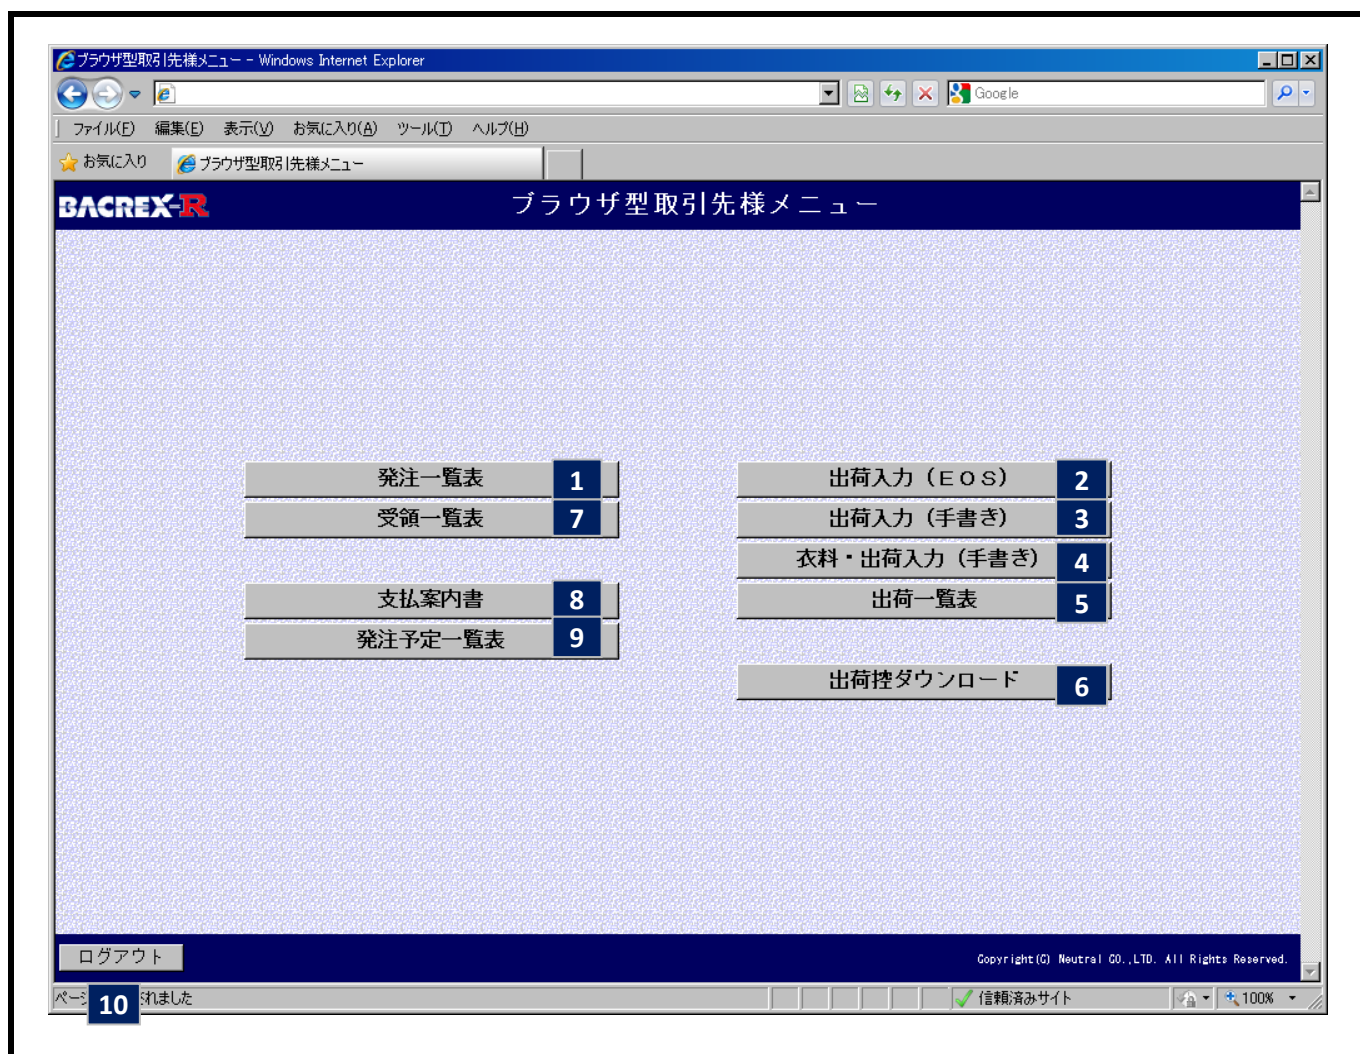 ブラウザ型取引先様メニュー - Windows Internet Explorer
Google
ファイル(F) 編集(E) 表示(V) お気に入り(A) ツール(T) ヘルプ(H)
お気に入り ブラウザ型取引先様メニュー
BACREX-R ブラウザ型取引先様メニュー
発注一覧表 1 出荷入力(EOS) 2
受領一覧表 7 出荷入力(手書き) 3
衣料・出荷入力(手書き) 4
支払案内書 8 出荷一覧表 5
発注予定一覧表 9
出荷控ダウンロード 6
ログアウト Copyright(C) Neutral CO.,LTD. All Rights Reserved.
ペー 10 されました 信頼済みサイト 100%